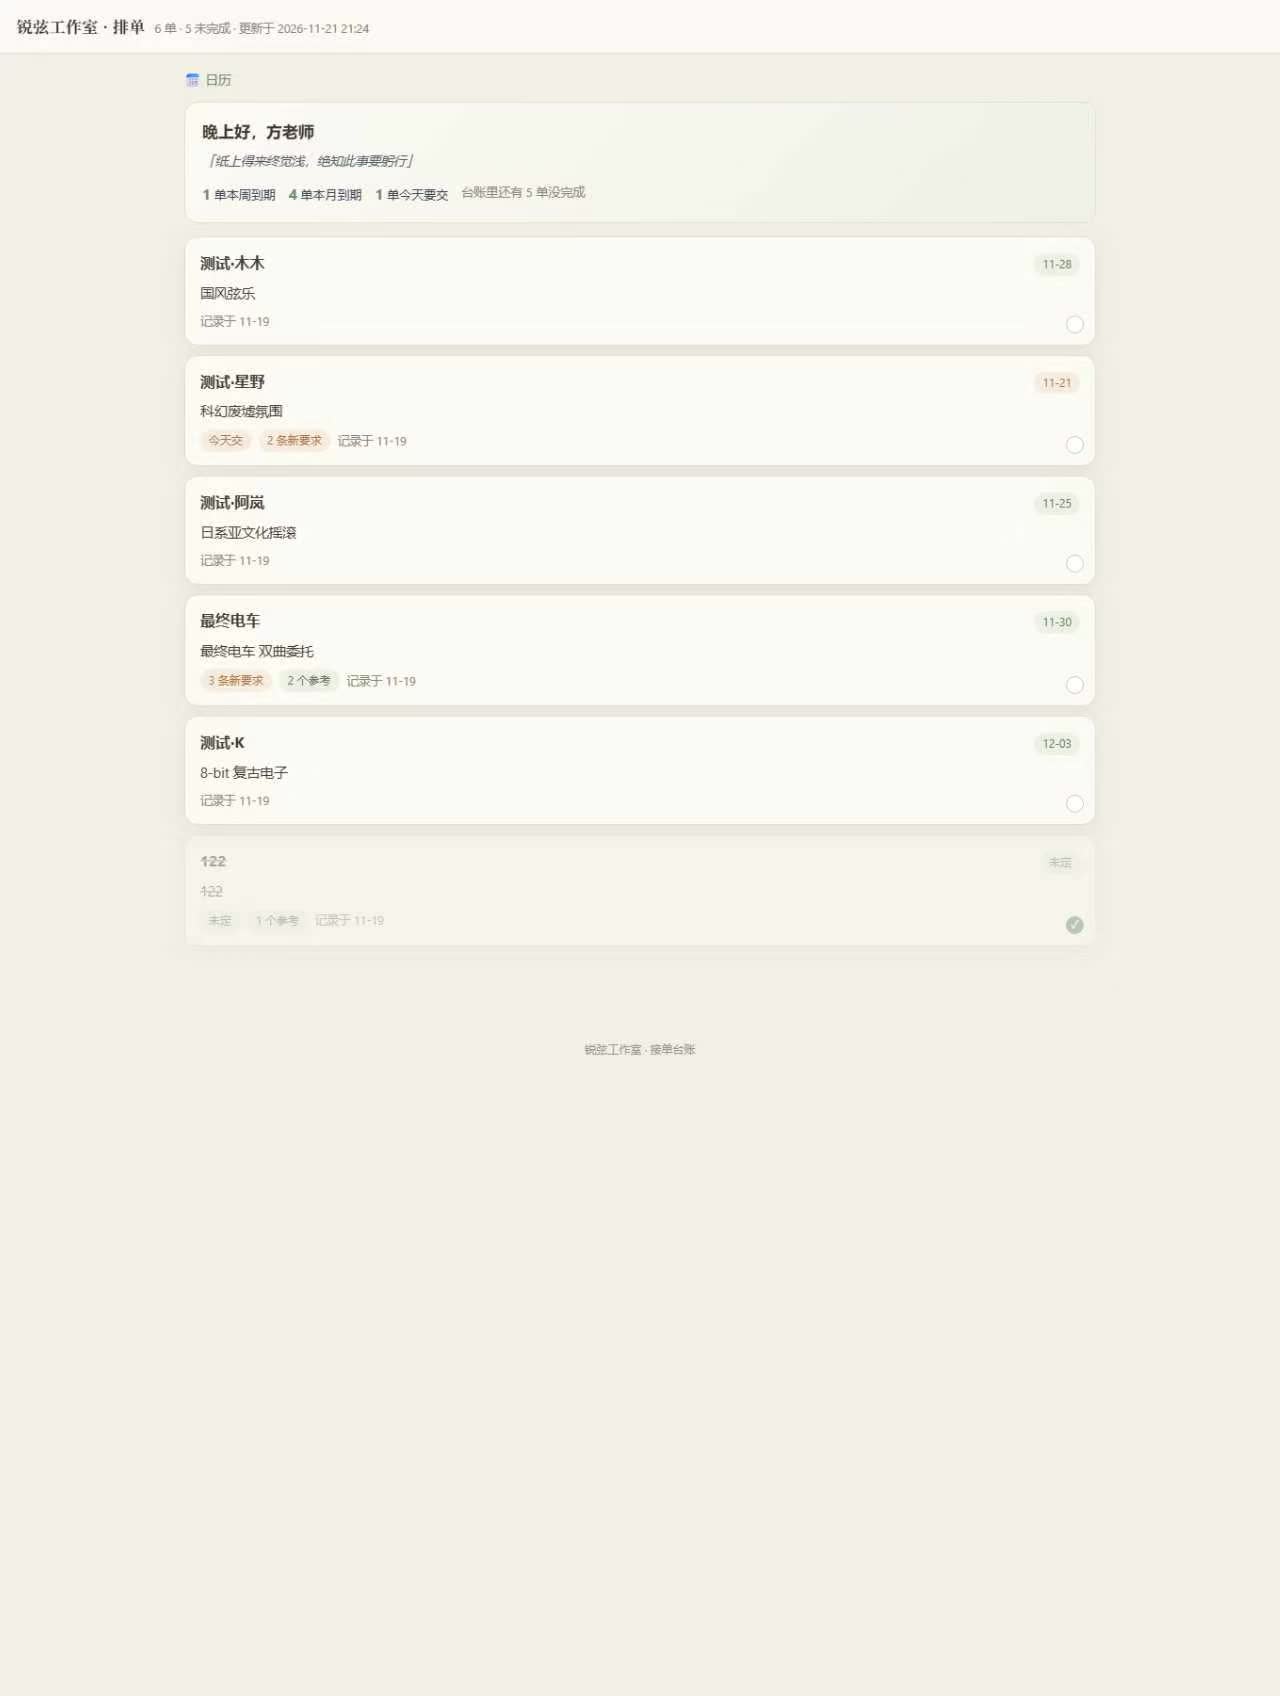 锐弦工作室 · 排单 6 单 · 5 未完成 · 更新于 2026-11-21 21:24
日历
晚上好，方老师
「纸上得来终觉浅，绝知此事要躬行」
1 单本周到期 4 单本月到期 1 单今天要交 台账里还有 5 单没完成
测试·木木 11-28
国风弦乐
记录于 11-19
测试·星野 11-21
科幻废墟氛围
今天交 2 条新要求 记录于 11-19
测试·阿岚 11-25
日系亚文化摇滚
记录于 11-19
最终电车 11-30
最终电车 双曲委托
3 条新要求 2 个参考 记录于 11-19
测试·K 12-03
8-bit 复古电子
记录于 11-19
122 未定
122
未定 1 个参考 记录于 11-19
锐弦工作室 · 接单台账